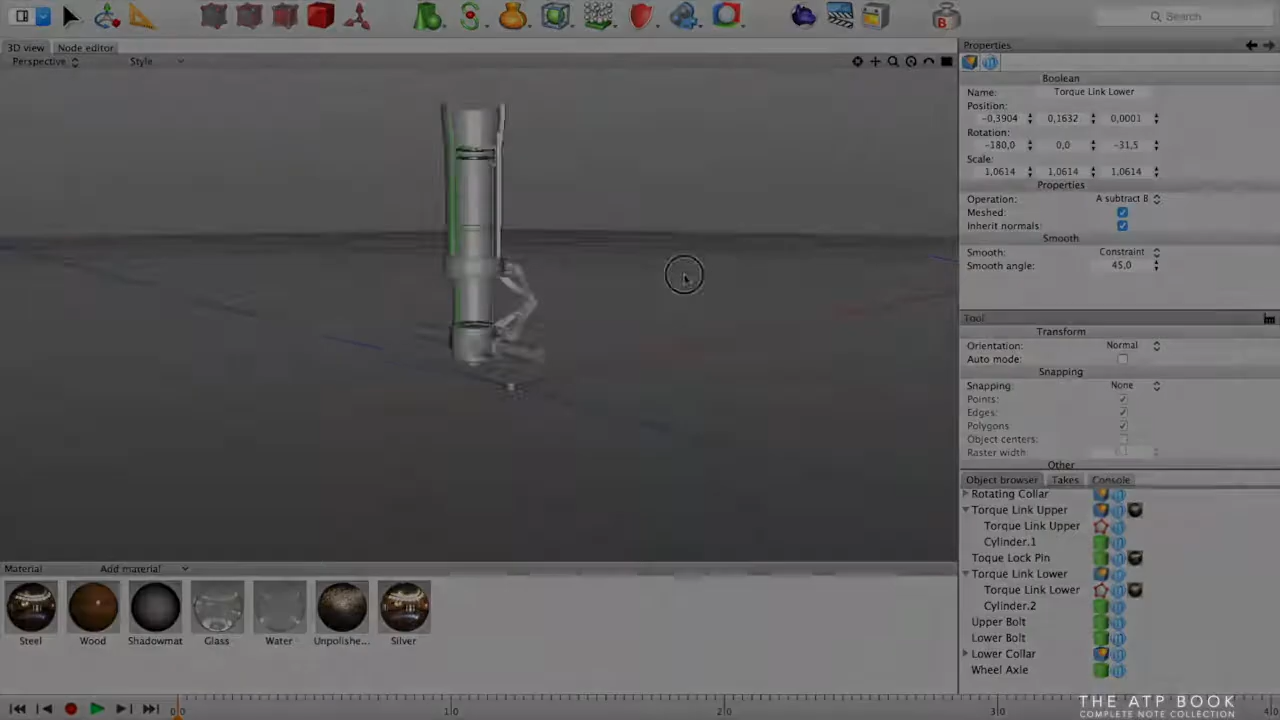 Search
3D view Node editor
Perspective Style
Properties
Boolean
Name: Torque Link Lower
Position:
-0,3904 0,1632 0,0001
Rotation:
-180,0 0,0 -31,5
Scale:
1,0614 1,0614 1,0614
Properties
Operation: A subtract B
Meshed:
Inherit normals:
Smooth
Smooth: Constraint
Smooth angle: 45,0
Tool
Transform
Orientation: Normal
Auto mode:
Snapping
Snapping: None
Points:
Edges:
Polygons
Object centers:
Raster width:
Other
Object browser Takes Console
Rotating Collar
Torque Link Upper
Torque Link Upper
Cylinder.1
Toque Lock Pin
Torque Link Lower
Torque Link Lower
Cylinder.2
Upper Bolt
Lower Bolt
Lower Collar
Wheel Axle
Material Add material
Steel Wood Shadowmat Glass Water Unpolishe... Silver
THE ATP BOOK
COMPLETE NOTE COLLECTION